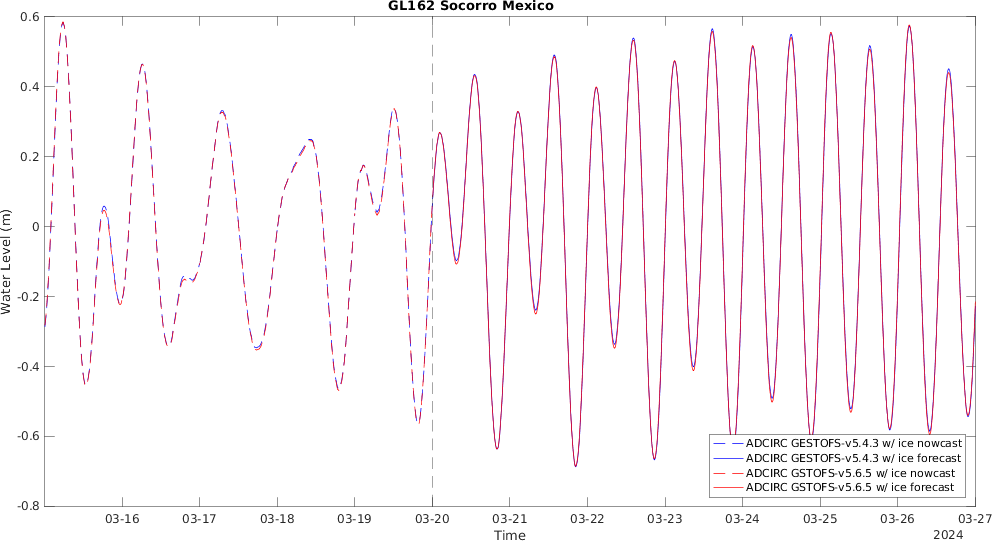 GL162 Socorro Mexico
0.6
0.4
0.2
0
-0.2
-0.4
-0.6
-0.8
Water Level (m)
ADCIRC GESTOFS-v5.4.3 w/ ice nowcast
ADCIRC GESTOFS-v5.4.3 w/ ice forecast
ADCIRC GSTOFS-v5.6.5 w/ ice nowcast
ADCIRC GSTOFS-v5.6.5 w/ ice forecast
03-16 03-17 03-18 03-19 03-20 03-21 03-22 03-23 03-24 03-25 03-26 03-27
Time
2024